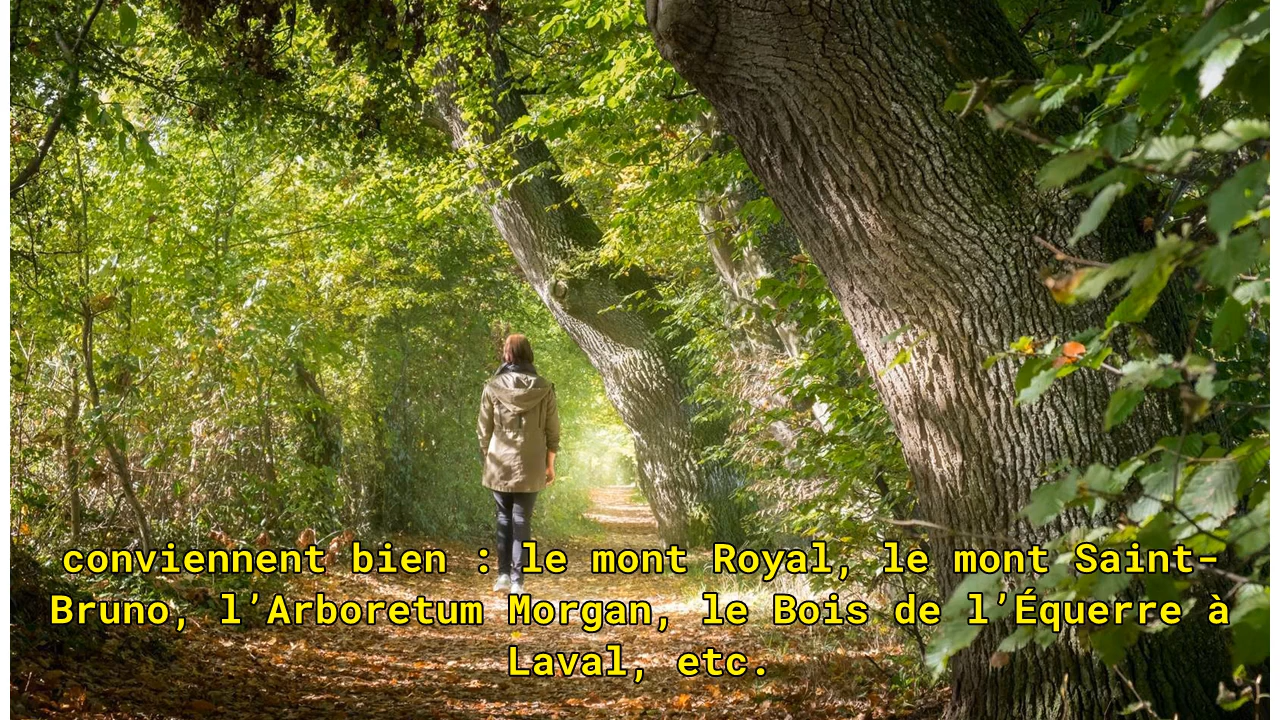 conviennent bien : le mont Royal, le mont Saint-
Bruno, l’Arboretum Morgan, le Bois de l’Équerre à
Laval, etc.